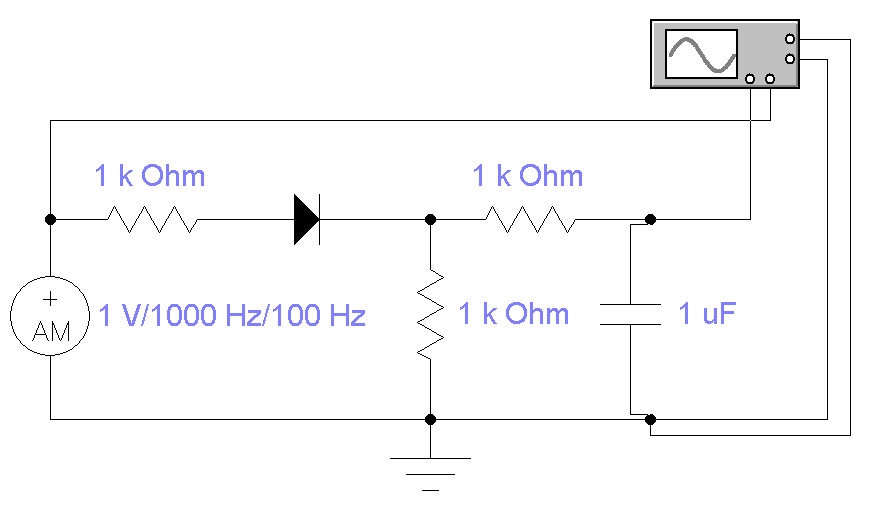 1 k Ohm
1 k Ohm
+
AM
1 V/1000 Hz/100 Hz
1 k Ohm
1 uF